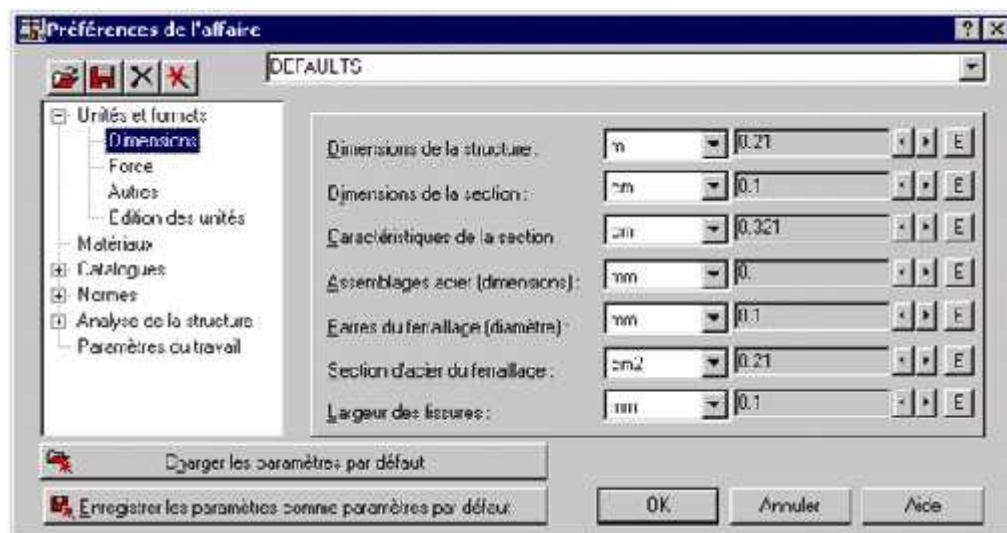 Préférences de l'affaire
DEFAULTS
Unités et formats
Dimensions
Force
Autres
Edition des unités
Matériaux
Catalogues
Normes
Analyse de la structure
Paramètres du travail
Dimensions de la structure : m 0.21 E
Dimensions de la section : cm 0.1 E
Caractéristiques de la section cm 0.321 E
Assemblages acier (dimensions) : mm 0. E
Barres du ferraillage (diamètre) : mm 0.1 E
Section d'acier du ferraillage : cm2 0.21 E
Largeur des fissures : mm 0.1 E
Charger les paramètres par défaut
Enregistrer les paramètres comme paramètres par défaut
OK Annuler Aide